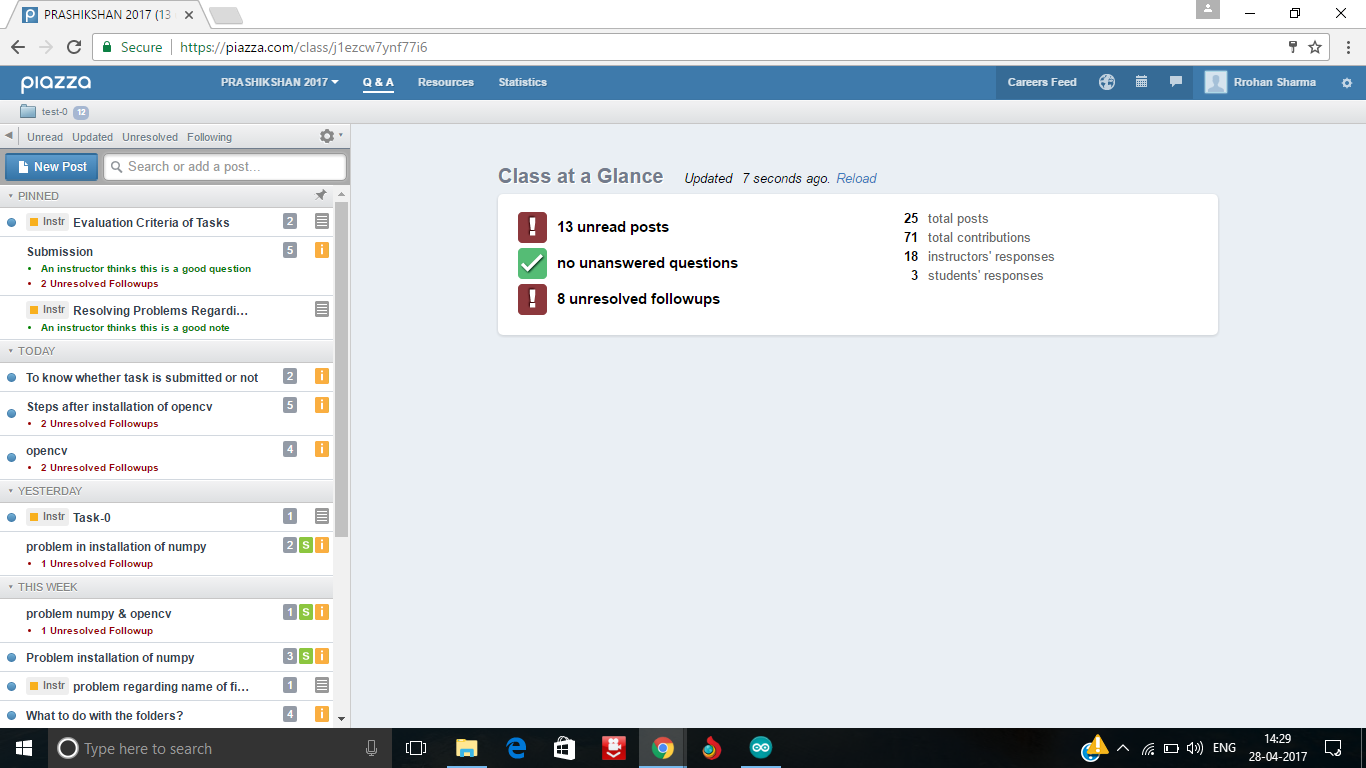 PRASHIKSHAN 2017 (13
Secure https://piazza.com/class/j1ezcw7ynf77i6
piazza PRASHIKSHAN 2017 Q & A Resources Statistics Careers Feed Rrohan Sharma
test-0 12
Unread Updated Unresolved Following
New Post Search or add a post...
PINNED
Instr Evaluation Criteria of Tasks 2
Submission 5 i
An instructor thinks this is a good question
2 Unresolved Followups
Instr Resolving Problems Regardi...
An instructor thinks this is a good note
TODAY
To know whether task is submitted or not 2 i
Steps after installation of opencv 5 i
2 Unresolved Followups
opencv 4 i
2 Unresolved Followups
YESTERDAY
Instr Task-0 1
problem in installation of numpy 2 S i
1 Unresolved Followup
THIS WEEK
problem numpy & opencv 1 S i
1 Unresolved Followup
Problem installation of numpy 3 S i
Instr problem regarding name of fi... 1
What to do with the folders? 4 i
Class at a Glance Updated 7 seconds ago. Reload
13 unread posts
no unanswered questions
8 unresolved followups
25 total posts
71 total contributions
18 instructors' responses
3 students' responses
Type here to search
ENG
14:29
28-04-2017